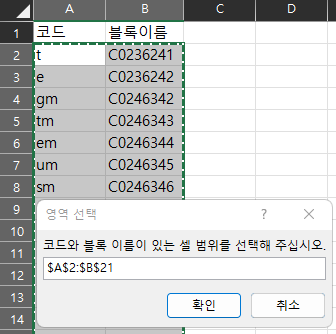 A B C D
1 코드 블록이름
2 t C0236241
3 e C0236242
4 gm C0246342
5 tm C0246343
6 em C0246344
7 um C0246345
8 sm C0246346
9
10 영역 선택 ? ×
11 코드와 블록 이름이 있는 셀 범위를 선택해 주십시오.
12 $A$2:$B$21
13 확인 취소
14